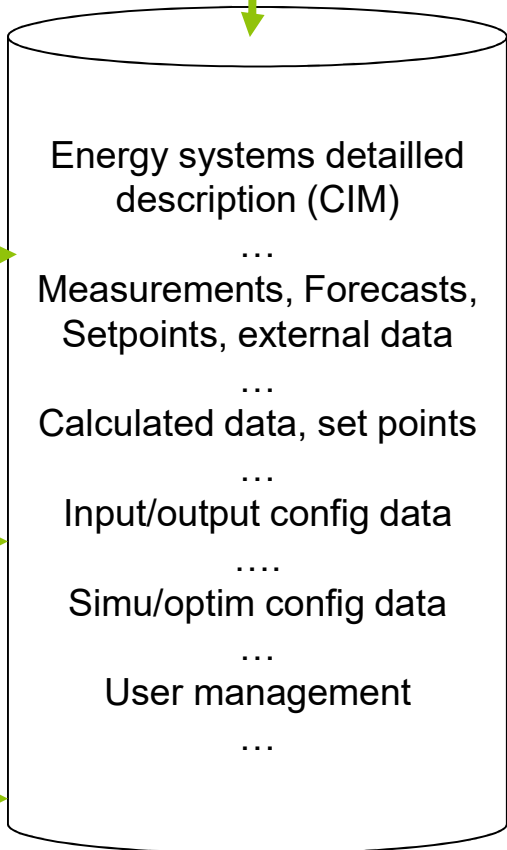 Energy systems detailled
description (CIM)
…
Measurements, Forecasts,
Setpoints, external data
…
Calculated data, set points
…
Input/output config data
….
Simu/optim config data
…
User management
…